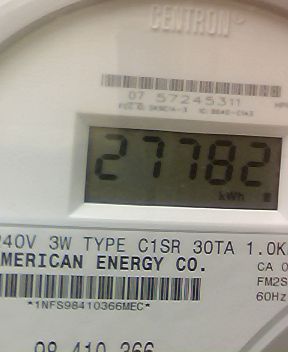 CENTRON®
07 57245311
27782
kWh
240V 3W TYPE C1SR 30TA 1.0K
AMERICAN ENERGY CO.
CA 0
FM2S
60Hz
*1NFS98410366MEC*
98 410 366